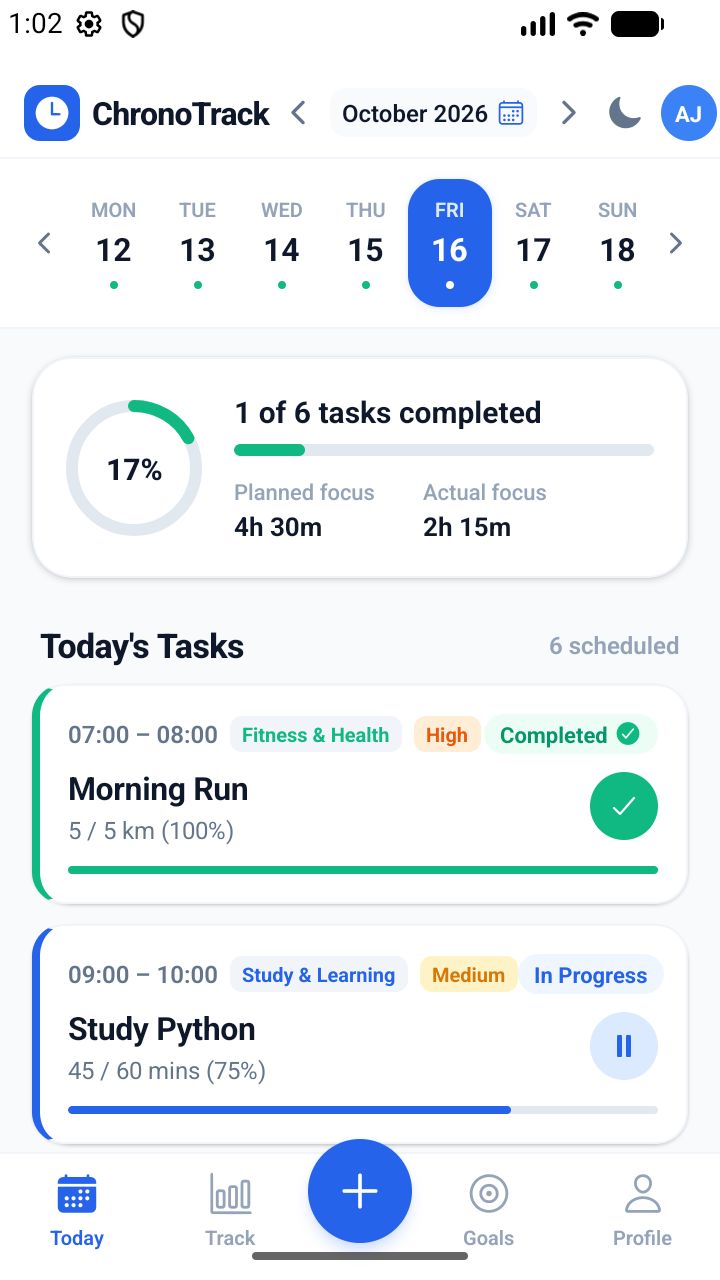 1:02
ChronoTrack
October 2026
AJ
MON TUE WED THU FRI SAT SUN
12 13 14 15 16 17 18
17%
1 of 6 tasks completed
Planned focus Actual focus
4h 30m 2h 15m
Today's Tasks 6 scheduled
07:00 – 08:00 Fitness & Health High Completed
Morning Run
5 / 5 km (100%)
09:00 – 10:00 Study & Learning Medium In Progress
Study Python
45 / 60 mins (75%)
Today Track Goals Profile